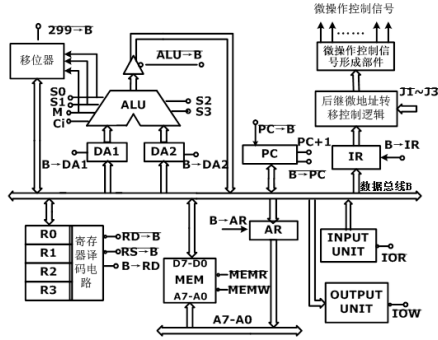 微操作控制信号
299→B
移位器
ALU→B
微操作控制信
号形成部件
S0
S1
M
Ci
ALU
S2
S3
后继微地址转
移控制逻辑
J1~J3
PC→B
PC+1
B→DA1
DA1
DA2
B→DA2
PC
B→PC
IR
B→IR
数据总线B
R0
R1
R2
R3
寄存器译码电路
RD→B
RS→B
B→RD
D7-D0
MEM
A7-A0
MEMR
MEMW
B→AR
AR
INPUT
UNIT
IOR
OUTPUT
UNIT
IOW
A7-A0